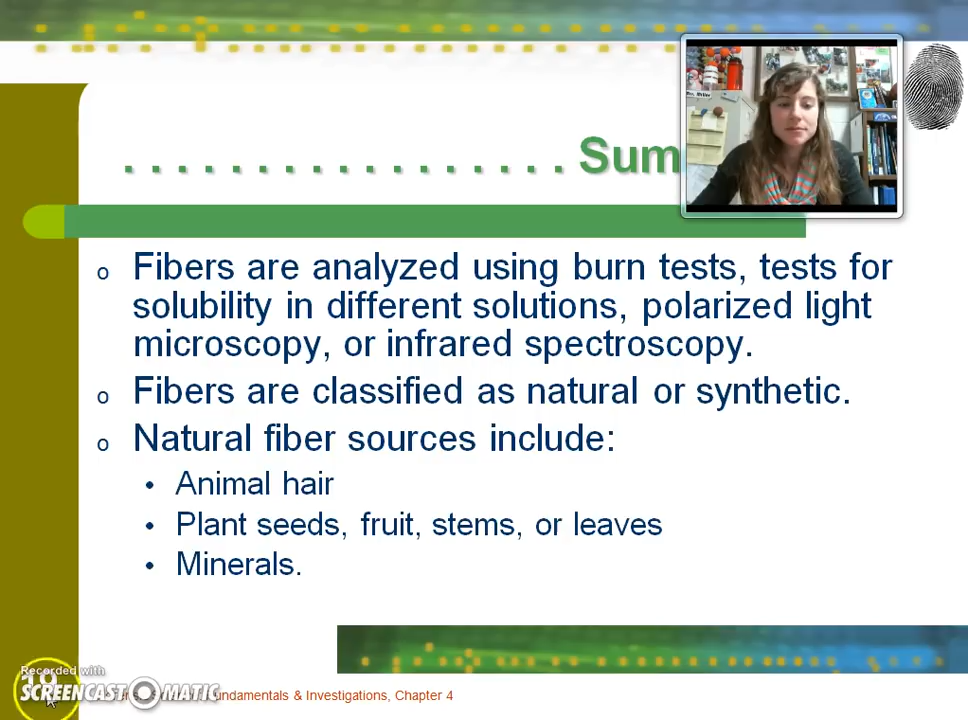 . . . . . . . . . . . . . . . . . Sum
o Fibers are analyzed using burn tests, tests for
solubility in different solutions, polarized light
microscopy, or infrared spectroscopy.
o Fibers are classified as natural or synthetic.
o Natural fiber sources include:
• Animal hair
• Plant seeds, fruit, stems, or leaves
• Minerals.
Recorded with
SCREENCAST-O-MATIC
undamentals & Investigations, Chapter 4